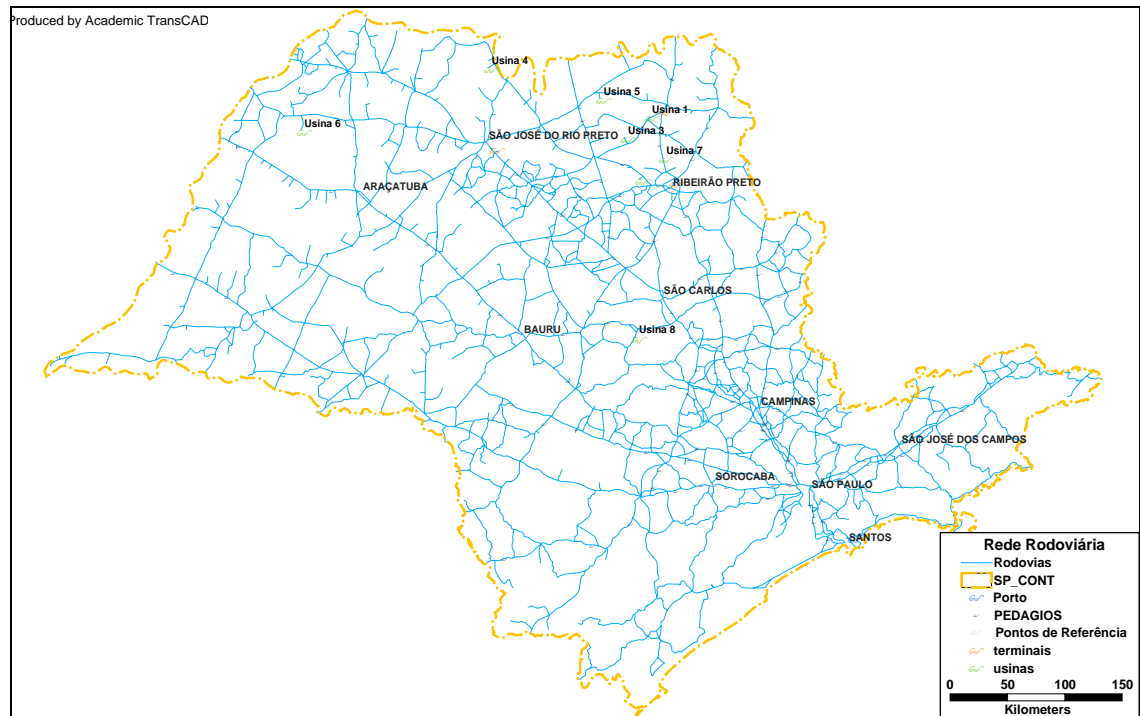 Produced by Academic TransCAD
Usina 4
Usina 5
Usina 1
Usina 6
SÃO JOSÉ DO RIO PRETO
Usina 3
Usina 7
ARAÇATUBA
RIBEIRÃO PRETO
SÃO CARLOS
BAURU
Usina 8
CAMPINAS
SÃO JOSÉ DOS CAMPOS
SOROCABA
SÃO PAULO
SANTOS
Rede Rodoviária
Rodovias
SP_CONT
Porto
PEDAGIOS
Pontos de Referência
terminais
usinas
0 50 100 150
Kilometers